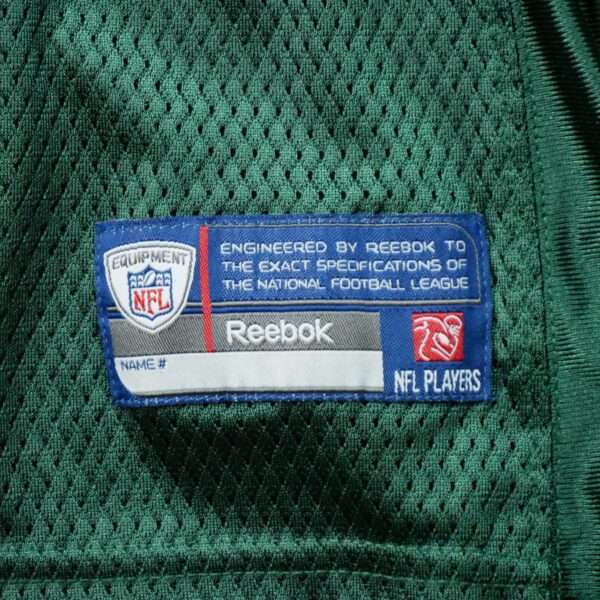 EQUIPMENT
NFL
ENGINEERED BY REEBOK TO
THE EXACT SPECIFICATIONS OF
THE NATIONAL FOOTBALL LEAGUE
Reebok
NAME #
NFL PLAYERS